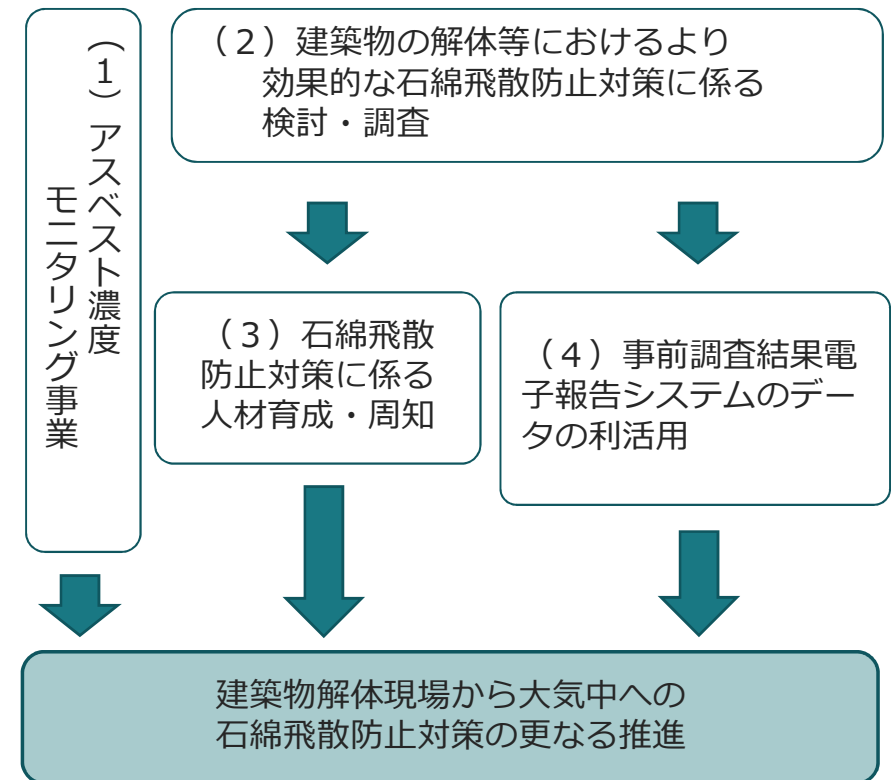 （１）アスベスト濃度
モニタリング事業
（２）建築物の解体等におけるより
効果的な石綿飛散防止対策に係る
検討・調査
（３）石綿飛散
防止対策に係る
人材育成・周知
（４）事前調査結果電
子報告システムのデー
タの利活用
建築物解体現場から大気中への
石綿飛散防止対策の更なる推進